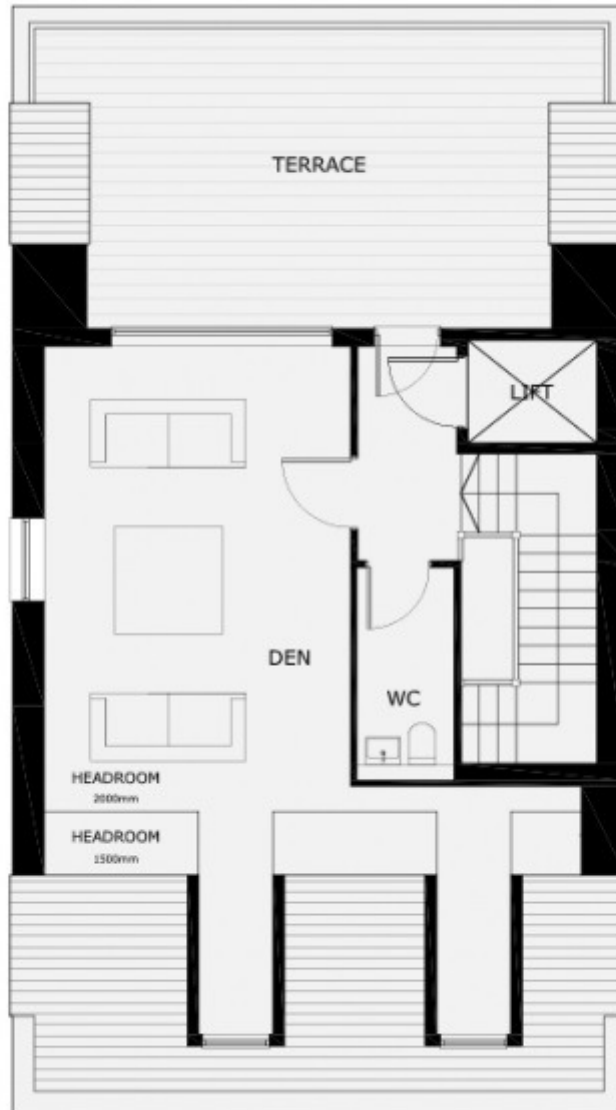 TERRACE
LIFT
DEN
WC
HEADROOM
2000mm
HEADROOM
1500mm